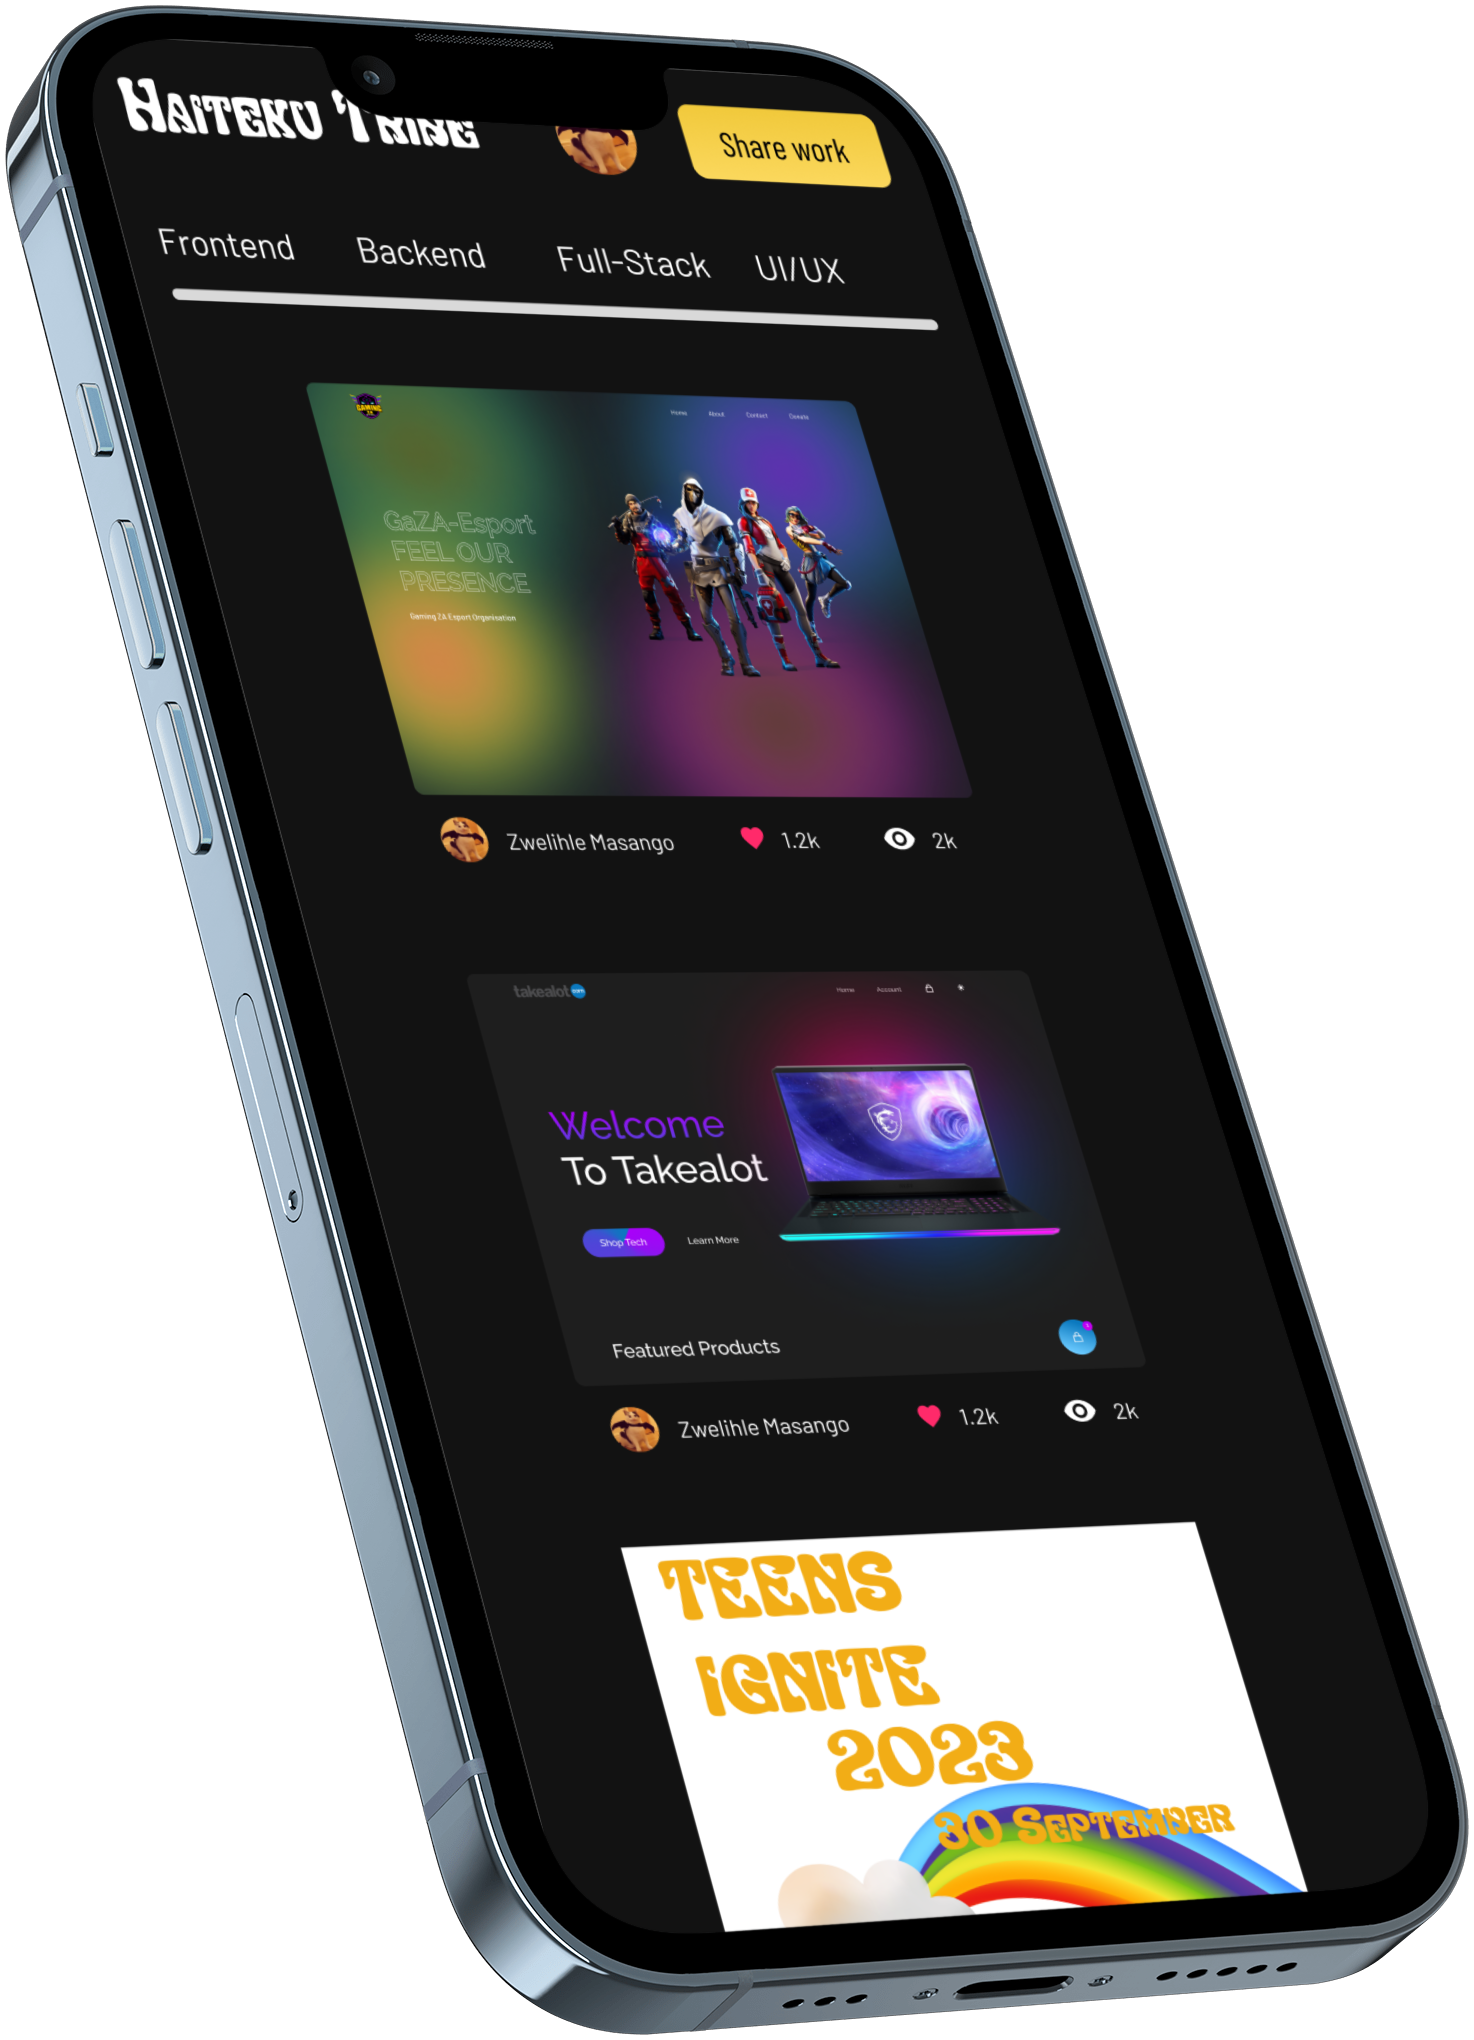 HAITEKU TRIBE
Share work
Frontend Backend Full-Stack UI/UX
GAMING
Home About Contact Donate
GaZA-Esport
FEEL OUR
PRESENCE
Gaming ZA Esport Organisation
Zwelihle Masango 1.2k 2k
takealot com
Home Account
Welcome
To Takealot
Shop Tech Learn More
Featured Products
Zwelihle Masango 1.2k 2k
TEENS
IGNITE
2023
30 SEPTEMBER